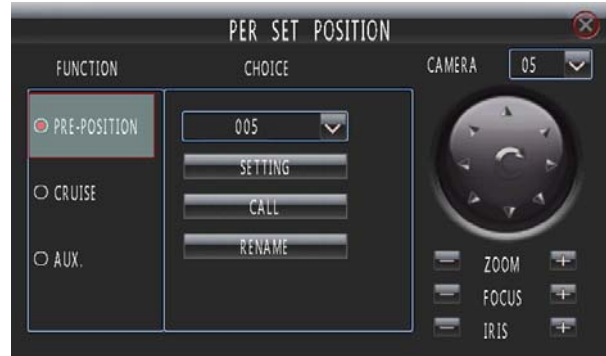 PER SET POSITION
FUNCTION
CHOICE
CAMERA 05
PRE-POSITION
005
SETTING
CRUISE
CALL
RENAME
AUX.
ZOOM
FOCUS
IRIS